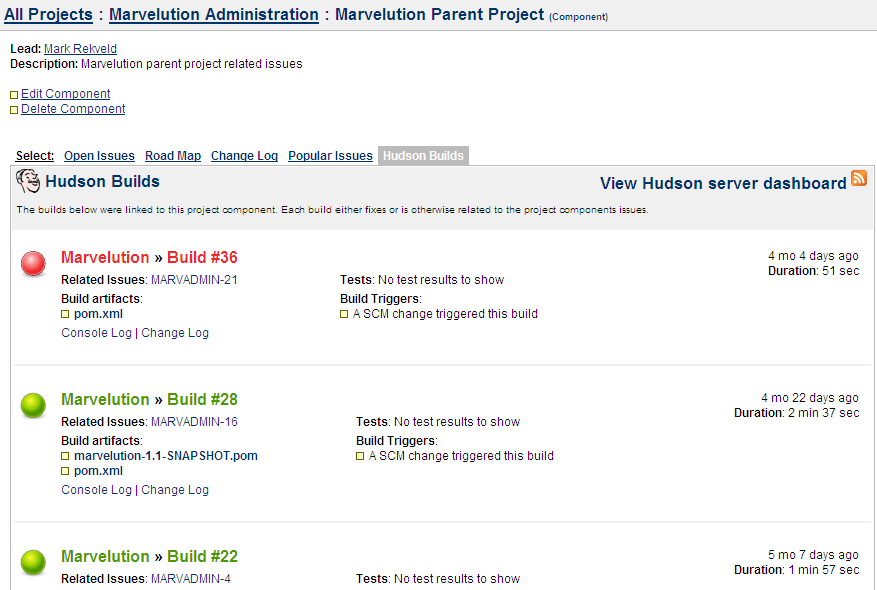 All Projects : Marvelution Administration : Marvelution Parent Project (Component)
Lead: Mark Rekveld
Description: Marvelution parent project related issues
Edit Component
Delete Component
Select: Open Issues Road Map Change Log Popular Issues Hudson Builds
Hudson Builds View Hudson server dashboard
The builds below were linked to this project component. Each build either fixes or is otherwise related to the project components issues.
Marvelution » Build #36 4 mo 4 days ago
Duration: 51 sec
Related Issues: MARVADMIN-21 Tests: No test results to show
Build artifacts: Build Triggers:
pom.xml A SCM change triggered this build
Console Log | Change Log
Marvelution » Build #28 4 mo 22 days ago
Duration: 2 min 37 sec
Related Issues: MARVADMIN-16 Tests: No test results to show
Build artifacts: Build Triggers:
marvelution-1.1-SNAPSHOT.pom A SCM change triggered this build
pom.xml
Console Log | Change Log
Marvelution » Build #22 5 mo 7 days ago
Duration: 1 min 57 sec
Related Issues: MARVADMIN-4 Tests: No test results to show